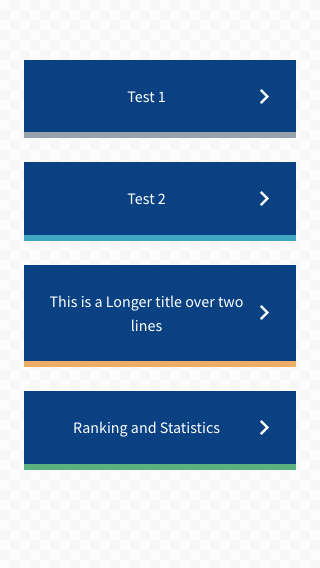 Test 1
Test 2
This is a Longer title over two
lines
Ranking and Statistics